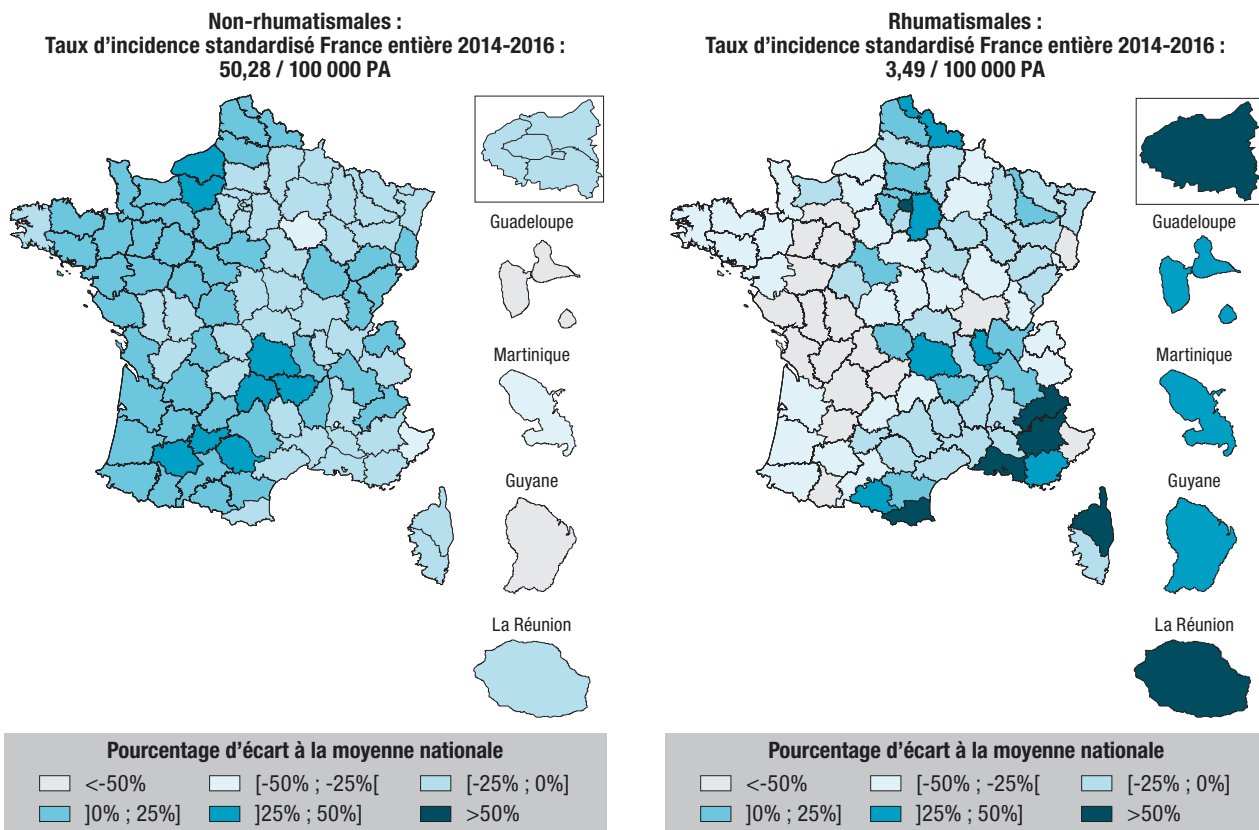 Non-rhumatismales :
Taux d’incidence standardisé France entière 2014-2016 :
50,28 / 100 000 PA
Guadeloupe
Martinique
Guyane
La Réunion
Pourcentage d’écart à la moyenne nationale
<-50%
[-50% ; -25%[
[-25% ; 0%]
]0% ; 25%]
]25% ; 50%]
>50%
Rhumatismales :
Taux d’incidence standardisé France entière 2014-2016 :
3,49 / 100 000 PA
Guadeloupe
Martinique
Guyane
La Réunion
Pourcentage d’écart à la moyenne nationale
<-50%
[-50% ; -25%[
[-25% ; 0%]
]0% ; 25%]
]25% ; 50%]
>50%